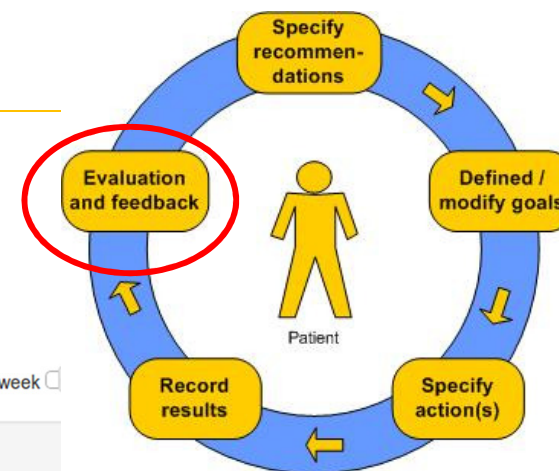 Specify
recommen-
dations
Evaluation
and feedback
Defined /
modify goals
Patient
week
Record
results
Specify
action(s)